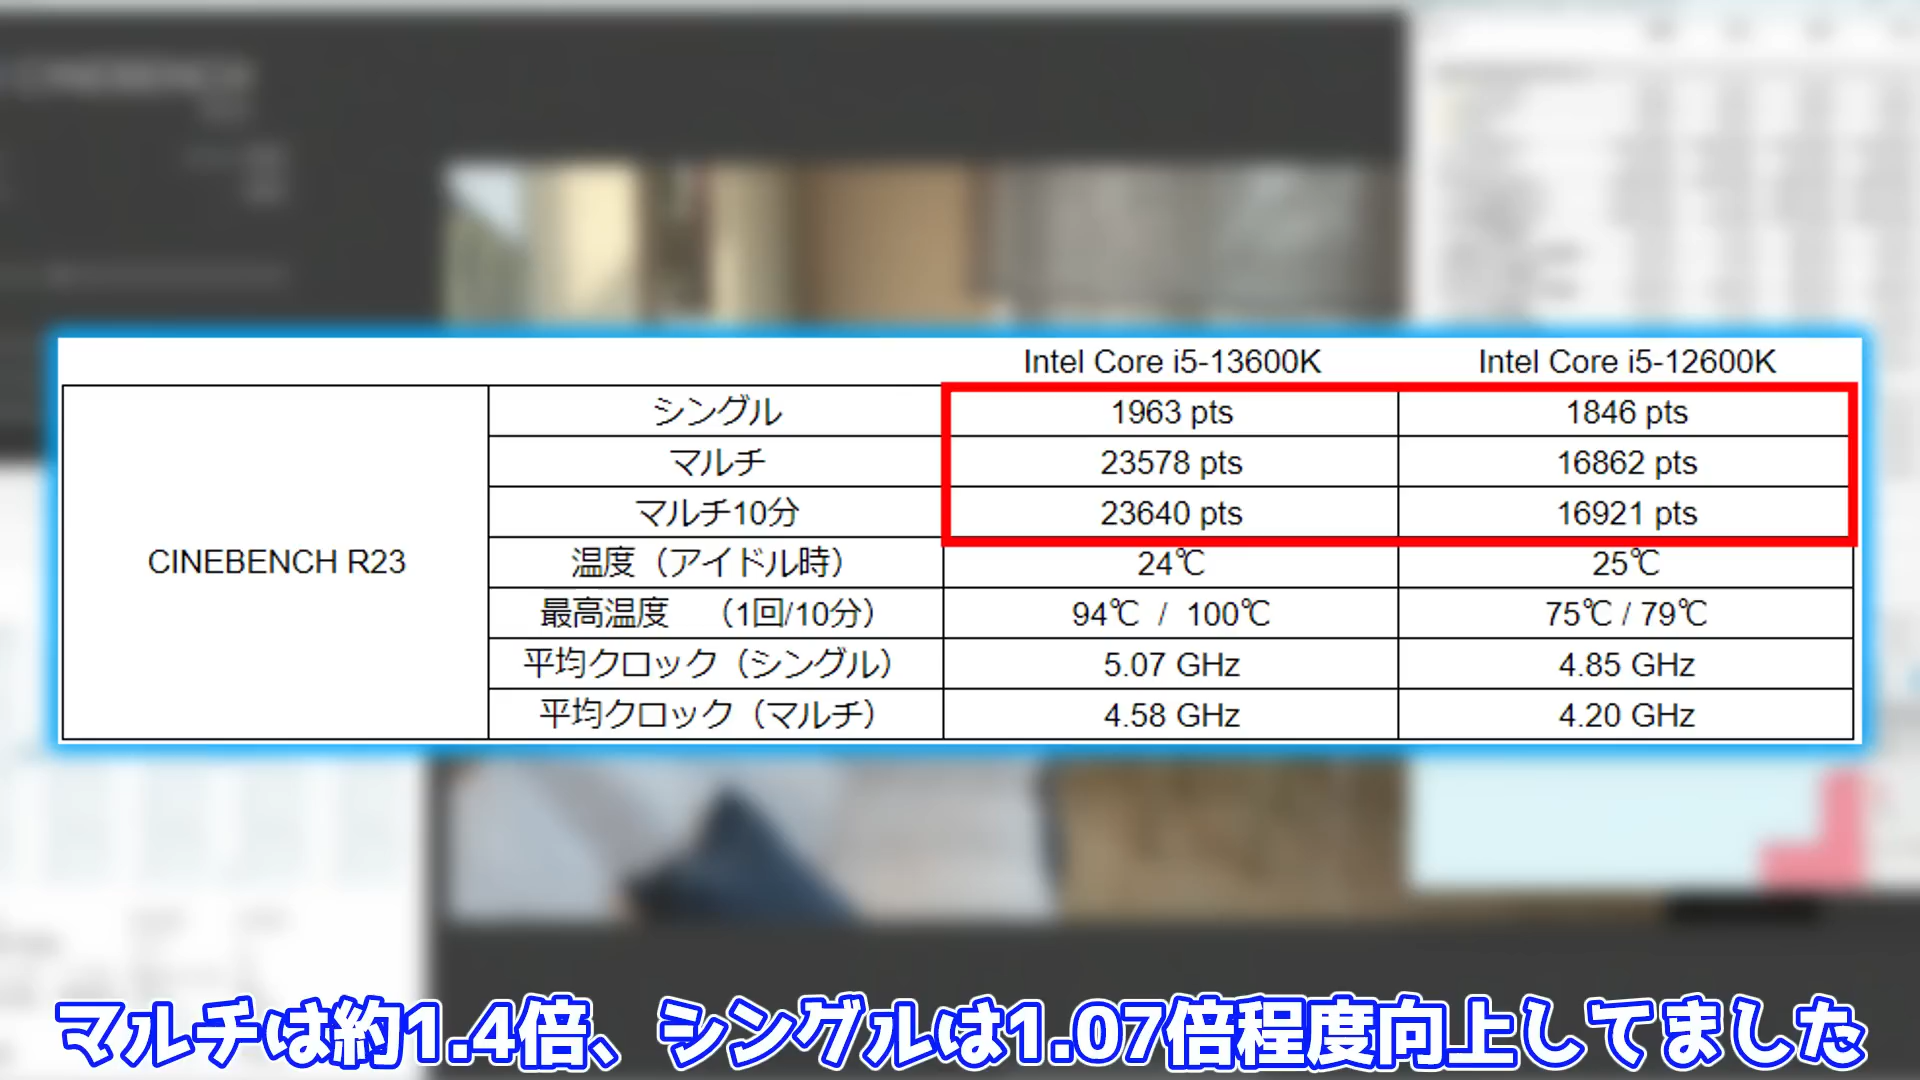 Intel Core i5-13600K Intel Core i5-12600K
CINEBENCH R23
シングル 1963 pts 1846 pts
マルチ 23578 pts 16862 pts
マルチ10分 23640 pts 16921 pts
温度（アイドル時） 24℃ 25℃
最高温度　（1回/10分） 94℃ / 100℃ 75℃ / 79℃
平均クロック（シングル） 5.07 GHz 4.85 GHz
平均クロック（マルチ） 4.58 GHz 4.20 GHz
マルチは約1.4倍、シングルは1.07倍程度向上してました